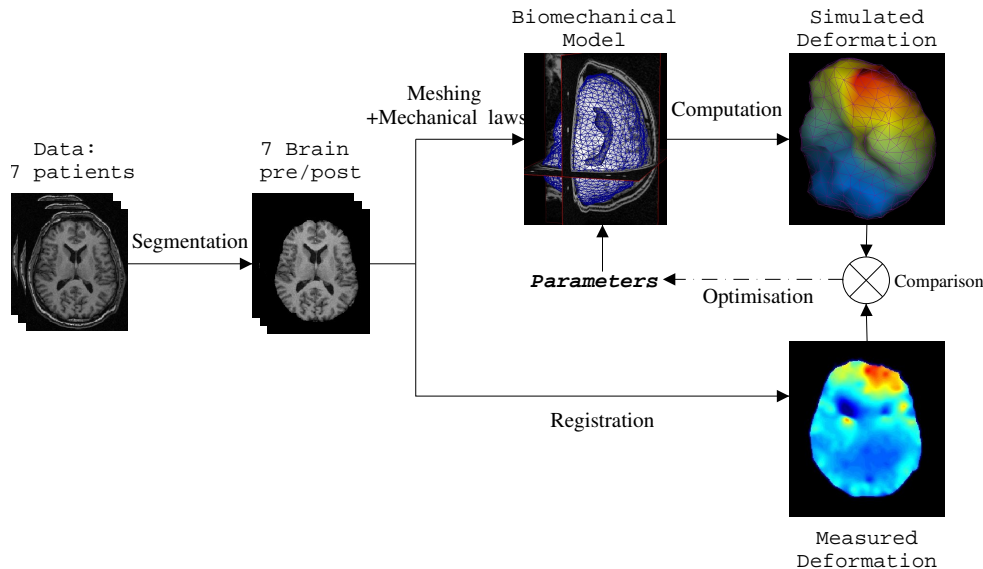 Biomechanical
Model
Simulated
Deformation
Meshing
+Mechanical laws
Computation
Data:
7 patients
7 Brain
pre/post
Segmentation
Parameters
Optimisation
Comparison
Registration
Measured
Deformation